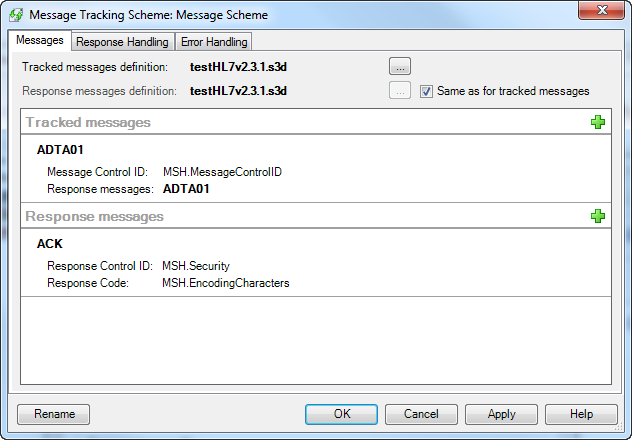 Message Tracking Scheme: Message Scheme
Messages Response Handling Error Handling
Tracked messages definition: testHL7v2.3.1.s3d ...
Response messages definition: testHL7v2.3.1.s3d ... Same as for tracked messages
Tracked messages
ADTA01
Message Control ID: MSH.MessageControlID
Response messages: ADTA01
Response messages
ACK
Response Control ID: MSH.Security
Response Code: MSH.EncodingCharacters
Rename OK Cancel Apply Help